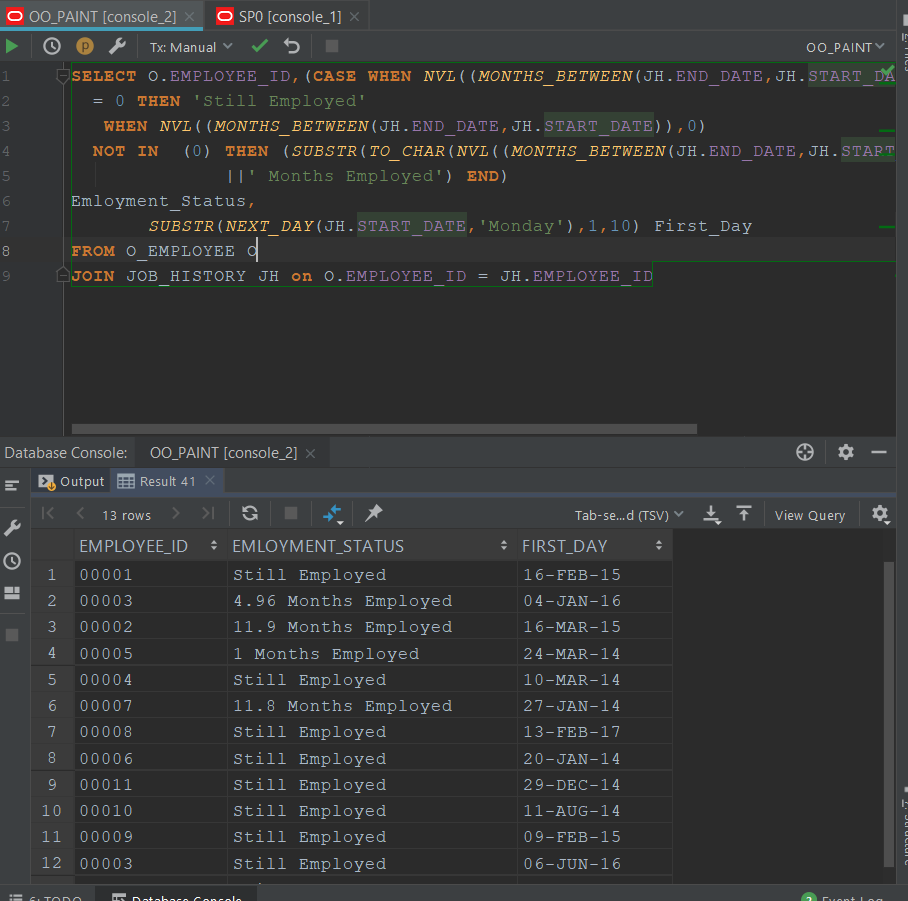 OO_PAINT [console_2] SP0 [console_1]
Tx: Manual OO_PAINT
1 SELECT O.EMPLOYEE_ID,(CASE WHEN NVL((MONTHS_BETWEEN(JH.END_DATE,JH.START_DA
2 = 0 THEN 'Still Employed'
3 WHEN NVL((MONTHS_BETWEEN(JH.END_DATE,JH.START_DATE)),0)
4 NOT IN (0) THEN (SUBSTR(TO_CHAR(NVL((MONTHS_BETWEEN(JH.END_DATE,JH.START
5 ||' Months Employed') END)
6 Emloyment_Status,
7 SUBSTR(NEXT_DAY(JH.START_DATE,'Monday'),1,10) First_Day
8 FROM O_EMPLOYEE O
9 JOIN JOB_HISTORY JH on O.EMPLOYEE_ID = JH.EMPLOYEE_ID
Database Console: OO_PAINT [console_2]
Output Result 41
13 rows Tab-se...d (TSV) View Query
EMPLOYEE_ID EMLOYMENT_STATUS FIRST_DAY
1 00001 Still Employed 16-FEB-15
2 00003 4.96 Months Employed 04-JAN-16
3 00002 11.9 Months Employed 16-MAR-15
4 00005 1 Months Employed 24-MAR-14
5 00004 Still Employed 10-MAR-14
6 00007 11.8 Months Employed 27-JAN-14
7 00008 Still Employed 13-FEB-17
8 00006 Still Employed 20-JAN-14
9 00011 Still Employed 29-DEC-14
10 00010 Still Employed 11-AUG-14
11 00009 Still Employed 09-FEB-15
12 00003 Still Employed 06-JUN-16
6: TODO Database Console Event Log